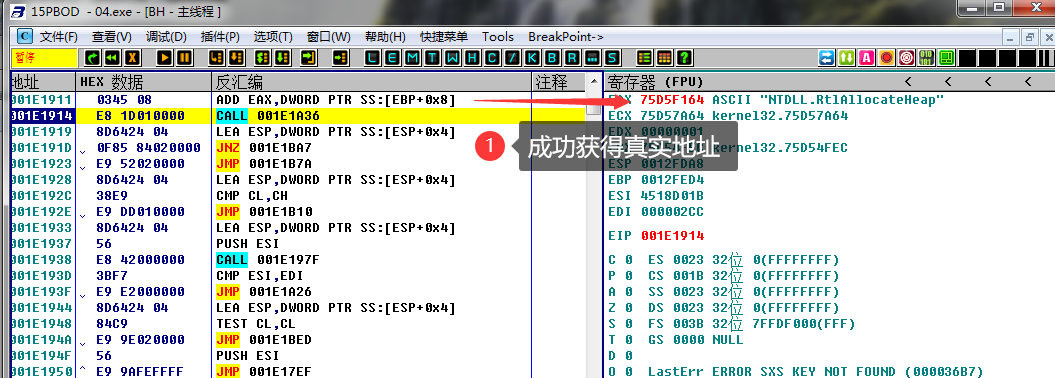 15PBOD - 04.exe - [BH - 主线程 ]
C 文件(F) 查看(V) 调试(D) 插件(P) 选项(T) 窗口(W) 帮助(H) 快捷菜单 Tools BreakPoint->
暂停 L E M T W H C / K B R ... S ?
地址 HEX 数据 反汇编 注释 寄存器 (FPU) < < < <
001E1911 0345 08 ADD EAX,DWORD PTR SS:[EBP+0x8] 75D5F164 ASCII "NTDLL.RtlAllocateHeap"
001E1914 E8 1D010000 CALL 001E1A36 ECX 75D57A64 kernel32.75D57A64
001E1919 8D6424 04 LEA ESP,DWORD PTR SS:[ESP+0x4] EDX 00000001
001E191D 0F85 84020000 JNZ 001E1BA7 kernel32.75D54FEC
① 成功获得真实地址
001E1923 E9 52020000 JMP 001E1B7A ESP 0012FDA8
001E1928 8D6424 04 LEA ESP,DWORD PTR SS:[ESP+0x4] EBP 0012FED4
001E192C 38E9 CMP CL,CH ESI 4518D01B
001E192E E9 DD010000 JMP 001E1B10 EDI 000002CC
001E1933 8D6424 04 LEA ESP,DWORD PTR SS:[ESP+0x4]
001E1937 56 PUSH ESI EIP 001E1914
001E1938 E8 42000000 CALL 001E197F C 0 ES 0023 32位 0(FFFFFFFF)
001E193D 3BF7 CMP ESI,EDI P 0 CS 001B 32位 0(FFFFFFFF)
001E193F E9 E2000000 JMP 001E1A26 A 0 SS 0023 32位 0(FFFFFFFF)
001E1944 8D6424 04 LEA ESP,DWORD PTR SS:[ESP+0x4] Z 0 DS 0023 32位 0(FFFFFFFF)
001E1948 84C9 TEST CL,CL S 0 FS 003B 32位 7FFDF000(FFF)
001E194A E9 9E020000 JMP 001E1BED T 0 GS 0000 NULL
001E194F 56 PUSH ESI D 0
001E1950 E9 9AFEFFFF JMP 001E17EF O 0 LastErr ERROR_SXS_KEY_NOT_FOUND (000036B7)